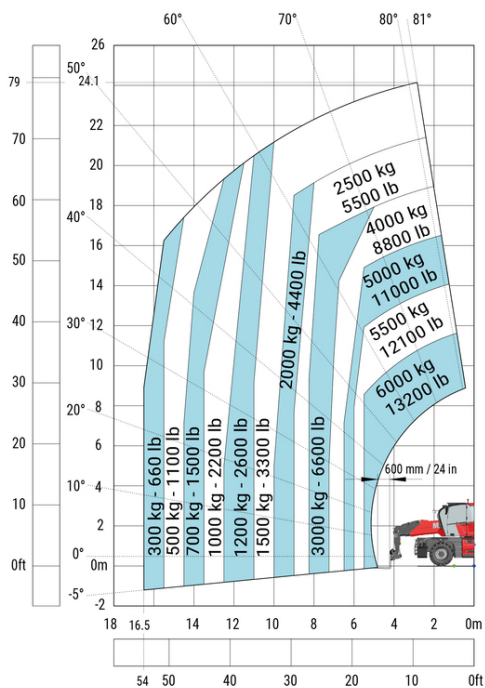 60° 70° 80° 81°
26
50°
79 24.1
70 22
60 20
18
40°
50 16
14
40
30° 12
30 10
20° 8
20 6
10° 4
10 2
0°
0ft 0m
-5°
-2
2500 kg
5500 lb
4000 kg
8800 lb
5000 kg
11000 lb
5500 kg
12100 lb
6000 kg
13200 lb
600 mm / 24 in
300 kg - 660 lb
500 kg - 1100 lb
700 kg - 1500 lb
1000 kg - 2200 lb
1200 kg - 2600 lb
1500 kg - 3300 lb
2000 kg - 4400 lb
3000 kg - 6600 lb
18 16.5 14 12 10 8 6 4 2 0m
54 50 40 30 20 10 0ft